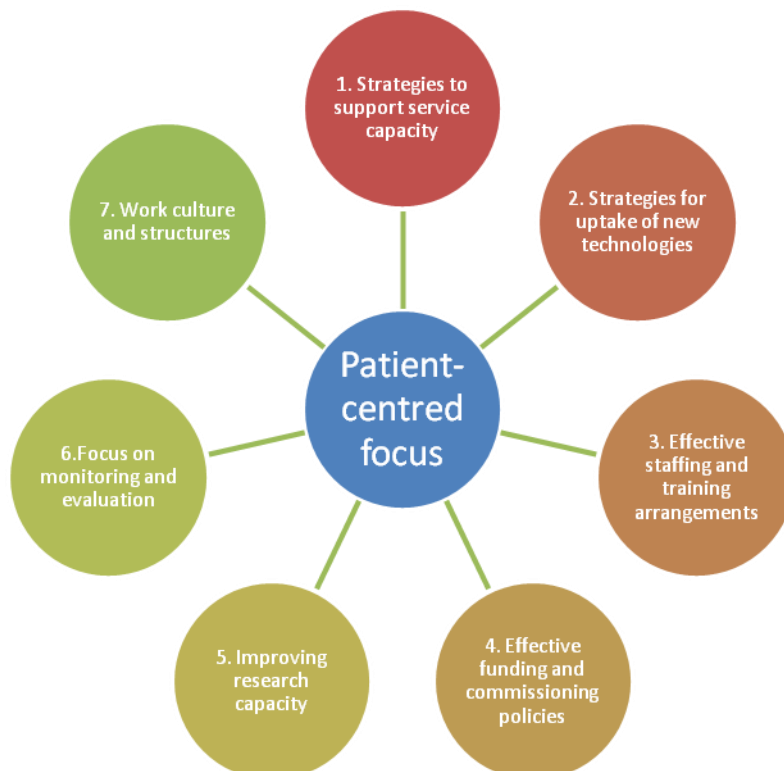 1. Strategies to
support service
capacity
2. Strategies for
uptake of new
technologies
3. Effective
staffing and
training
arrangements
4. Effective
funding and
commissioning
policies
5. Improving
research
capacity
6.Focus on
monitoring and
evaluation
7. Work culture
and structures
Patient-
centred
focus